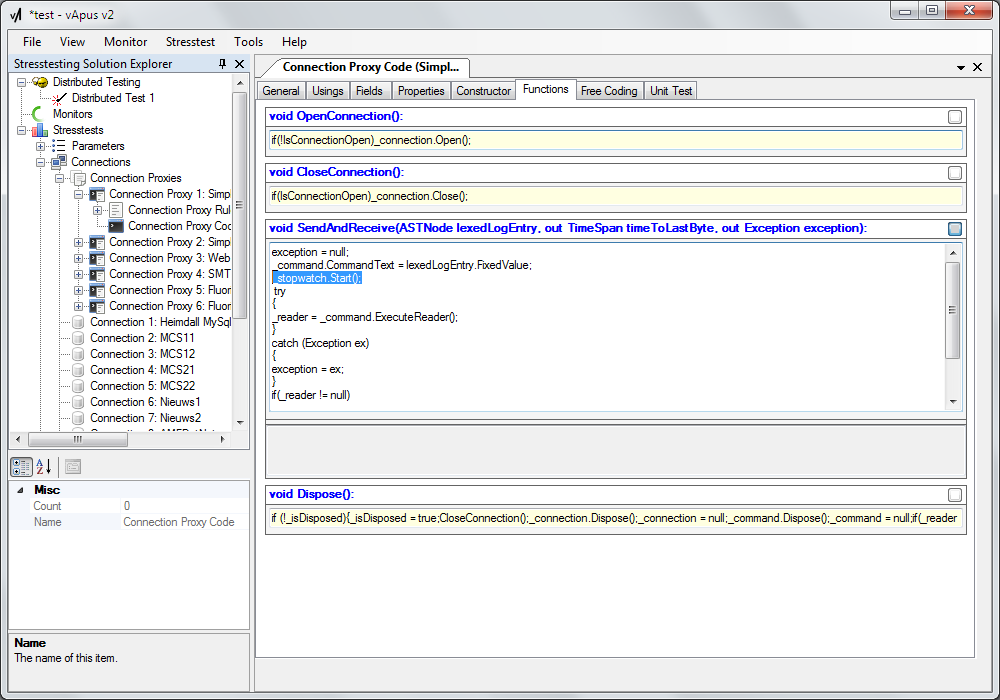 *test - vApus v2
File View Monitor Stresstest Tools Help
Stresstesting Solution Explorer
Distributed Testing
Distributed Test 1
Monitors
Stresstests
Parameters
Connections
Connection Proxies
Connection Proxy 1: Simpl
Connection Proxy Rul
Connection Proxy Coc
Connection Proxy 2: Simpl
Connection Proxy 3: Web
Connection Proxy 4: SMT
Connection Proxy 5: Fluor
Connection Proxy 6: Fluor
Connection 1: Heimdall MySql
Connection 2: MCS11
Connection 3: MCS12
Connection 4: MCS21
Connection 5: MCS22
Connection 6: Nieuws1
Connection 7: Nieuws2
Misc
Count 0
Name Connection Proxy Code
Name
The name of this item.
Connection Proxy Code (Simpl...
General Usings Fields Properties Constructor Functions Free Coding Unit Test
void OpenConnection():
if(!IsConnectionOpen)_connection.Open();
void CloseConnection():
if(IsConnectionOpen)_connection.Close();
void SendAndReceive(ASTNode lexedLogEntry, out TimeSpan timeToLastByte, out Exception exception):
exception = null;
_command.CommandText = lexedLogEntry.FixedValue;
_stopwatch.Start();
try
{
_reader = _command.ExecuteReader();
}
catch (Exception ex)
{
exception = ex;
}
if(_reader != null)
void Dispose():
if (!_isDisposed){_isDisposed = true;CloseConnection();_connection.Dispose();_connection = null;_command.Dispose();_command = null;if(_reader